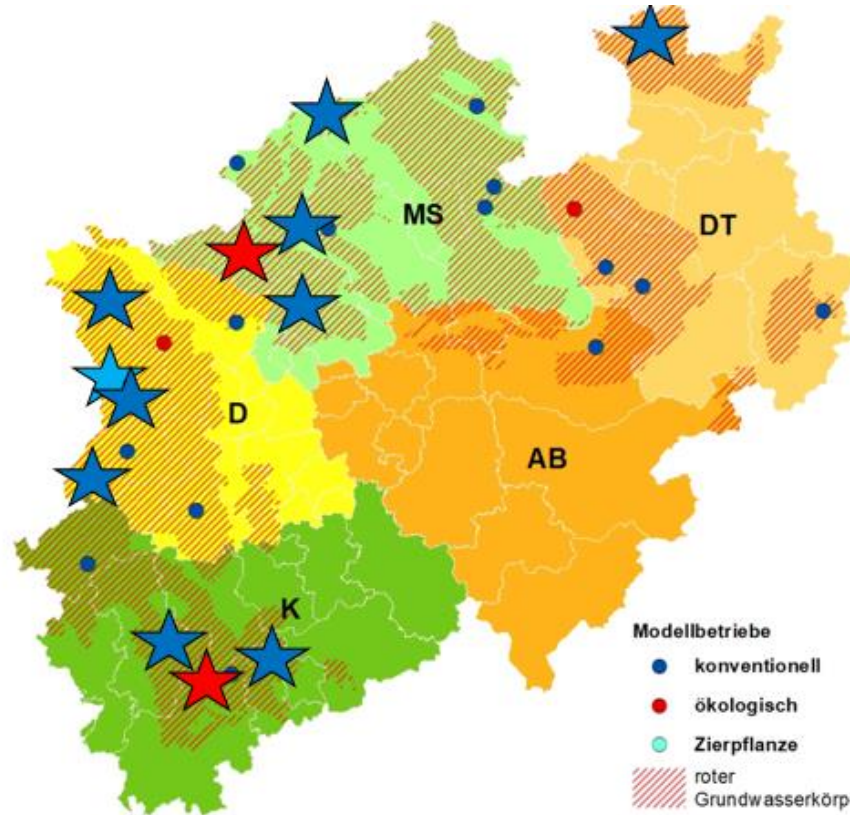 MS
DT
D
AB
K
Modellbetriebe
konventionell
ökologisch
Zierpflanze
roter
Grundwasserkörp